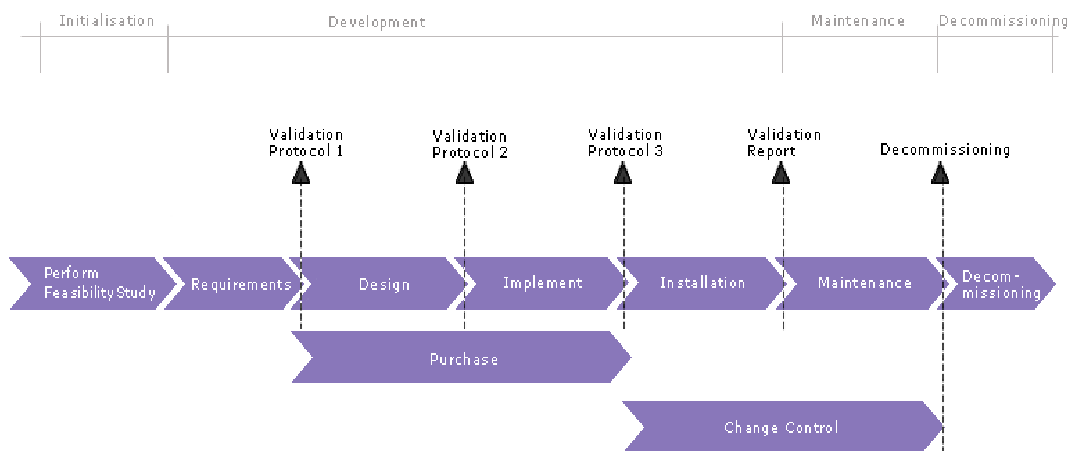 Initialisation
Development
Maintenance
Decommissioning
Validation
Protocol 1
Validation
Protocol 2
Validation
Protocol 3
Validation
Report
Decommissioning
Perform
Feasibility Study
Requirements
Design
Implement
Installation
Maintenance
Decom-
missioning
Purchase
Change Control